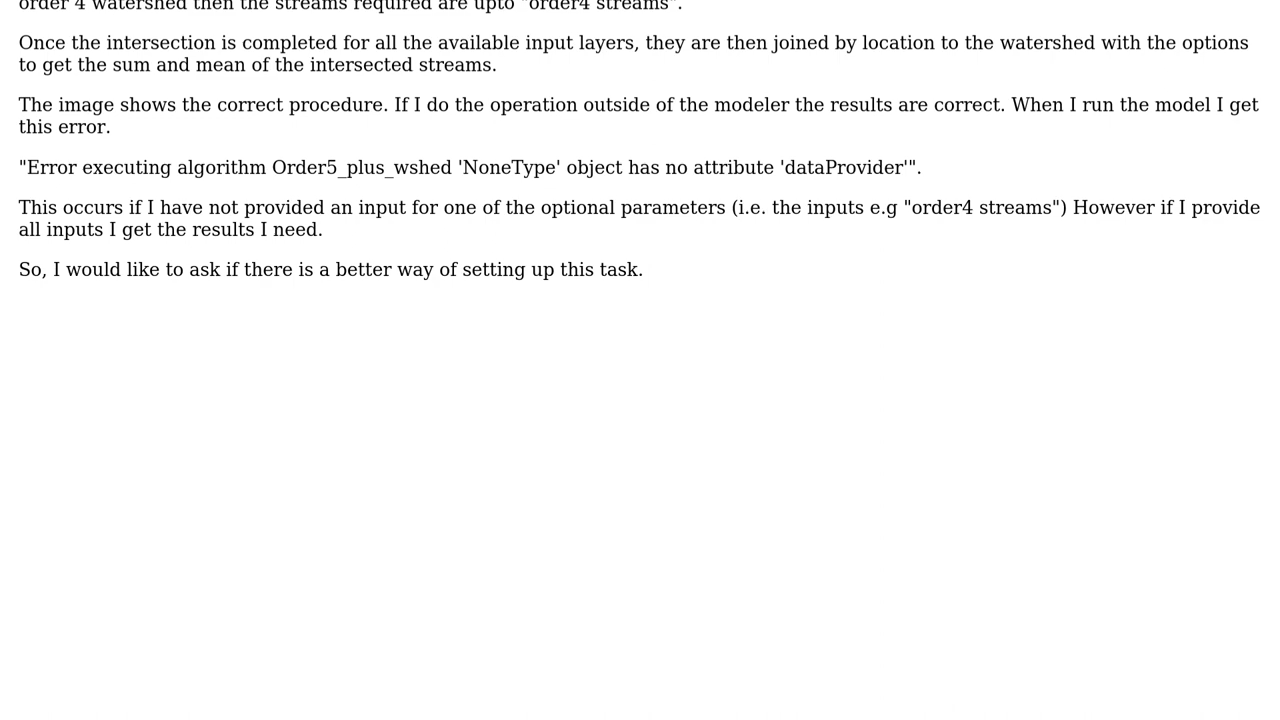 order 4 watershed then the streams required are upto "order4 streams".
Once the intersection is completed for all the available input layers, they are then joined by location to the watershed with the options
to get the sum and mean of the intersected streams.
The image shows the correct procedure. If I do the operation outside of the modeler the results are correct. When I run the model I get
this error.
"Error executing algorithm Order5_plus_wshed 'NoneType' object has no attribute 'dataProvider'".
This occurs if I have not provided an input for one of the optional parameters (i.e. the inputs e.g "order4 streams") However if I provide
all inputs I get the results I need.
So, I would like to ask if there is a better way of setting up this task.